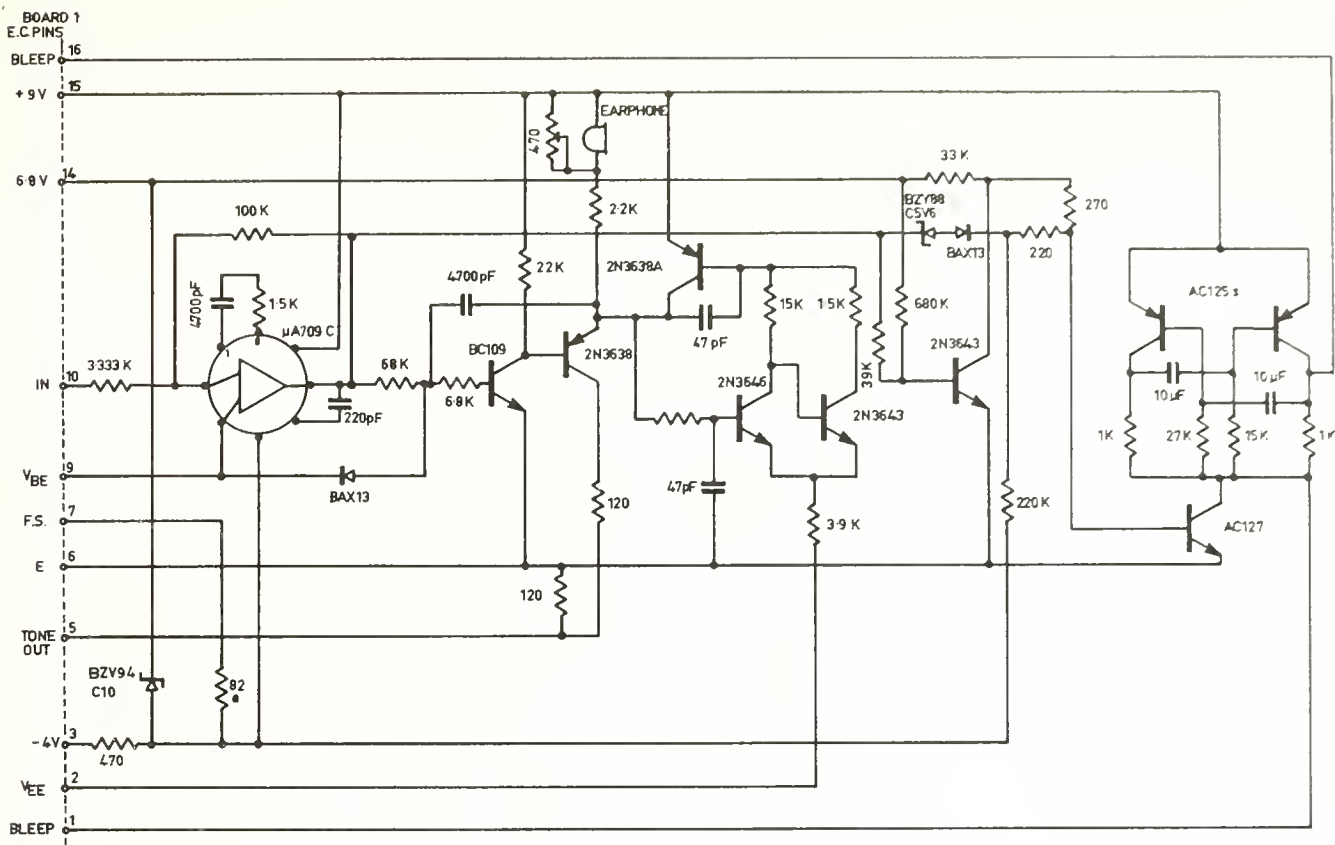 BOARD 1
E.C. PINS
BLEEP 16
+9V 15
EARPHONE
470
33K
6·8V 14
100K
2·2K
BZY88
C5V6
270
BAX13
220
4700pF
1·5K
22K
4700pF
2N3638A
15K
1·5K
680K
AC125s
µA709C
1
47pF
39K
2N3643
BC109
2N3638
2N3646
2N3643
IN 10
3·333K
68K
6.8K
220pF
10µF
10µF
1K
27K
15K
1K
VBE 9
BAX13
47pF
120
3·9K
220K
AC127
F.S. 7
E 6
120
TONE
OUT
5
BZV94
C10
82
-4V 3
470
VEE 2
BLEEP 1